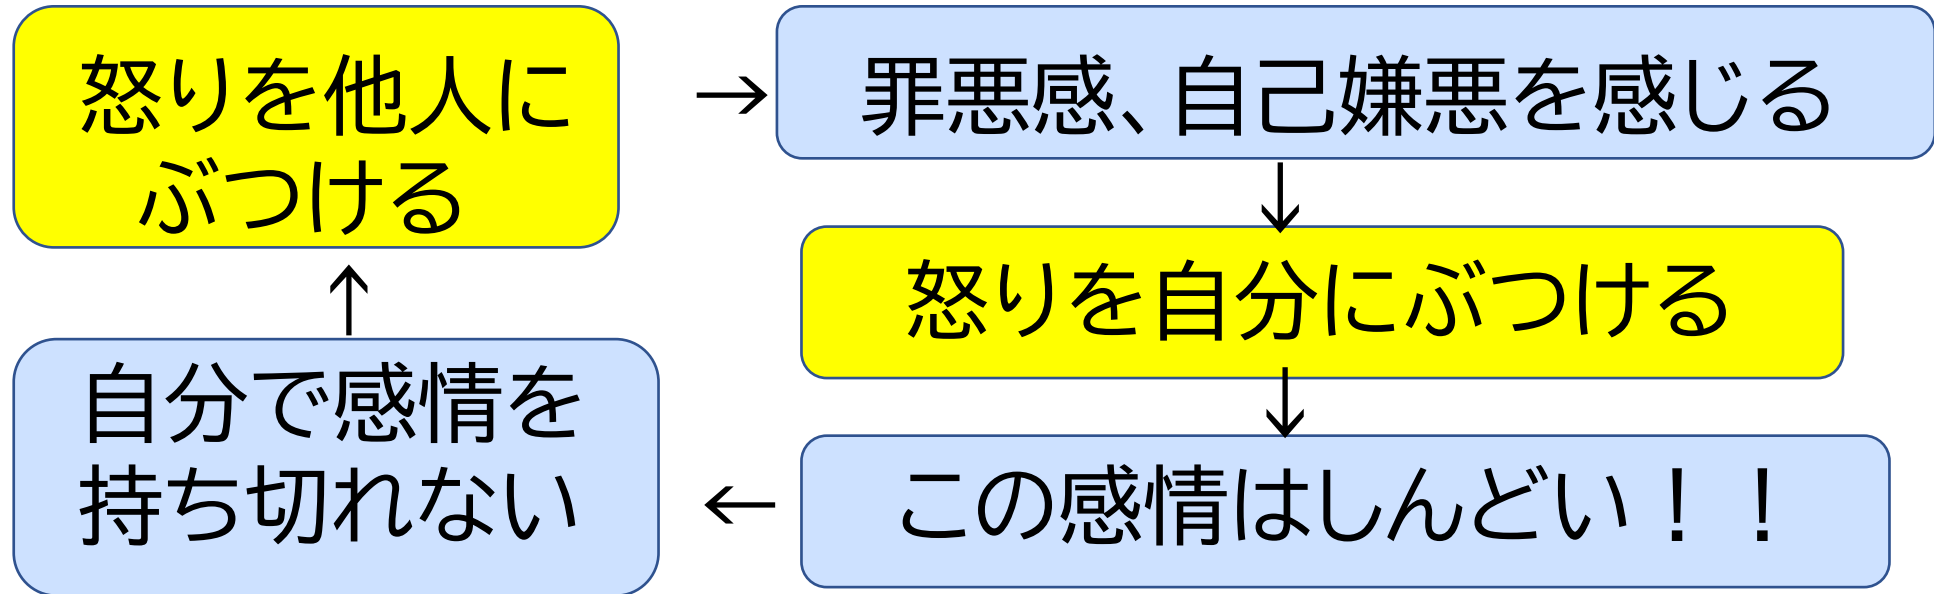 怒りを他人に
ぶつける
→
罪悪感、自己嫌悪を感じる
↓
怒りを自分にぶつける
↓
この感情はしんどい！！
←
自分で感情を
持ち切れない
↑